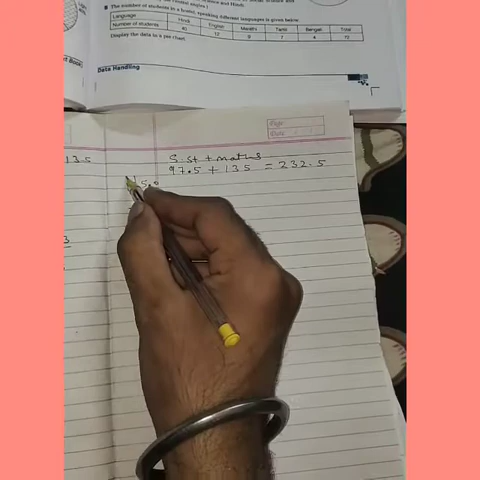 and Hindi.
The number of students in a hostel, speaking different languages is given below.
Display the data in a pie chart.
Language Hindi English Marathi Tamil Bengali Total
Number of students 40 12 9 7 4 72
Data Handling
Page:
Date:
135 S.St + maths
97.5 + 135 = 232.5